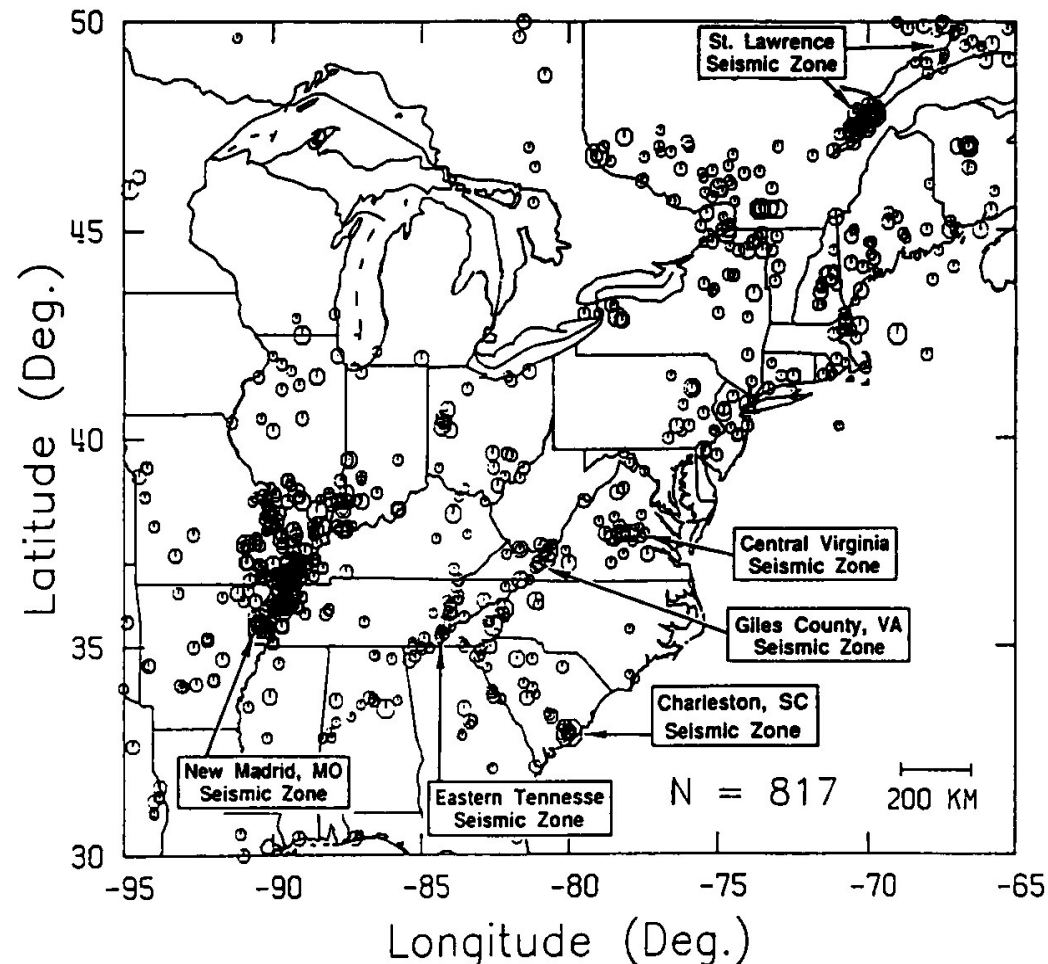 50
45
40
35
30
Latitude (Deg.)
St. Lawrence
Seismic Zone
Central Virginia
Seismic Zone
Giles County, VA
Seismic Zone
Charleston, SC
Seismic Zone
New Madrid, MO
Seismic Zone
Eastern Tennesse
Seismic Zone
N = 817
200 KM
-95 -90 -85 -80 -75 -70 -65
Longitude (Deg.)